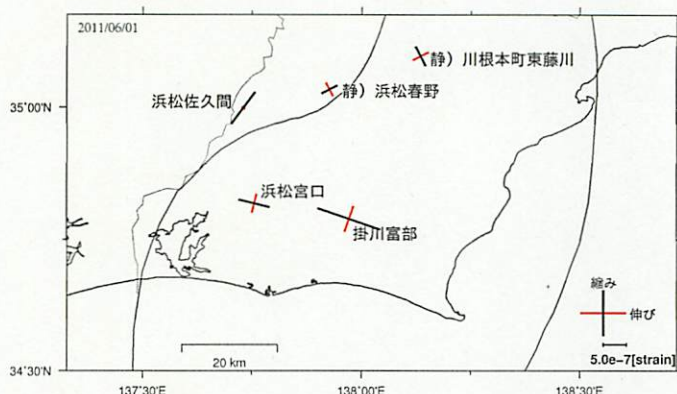 2011/06/01
静）川根本町東藤川
静）浜松春野
浜松佐久間
35°00'N
浜松宮口
掛川富部
縮み
伸び
5.0e−7[strain]
20 km
34°30'N
137°30'E
138°00'E
138°30'E